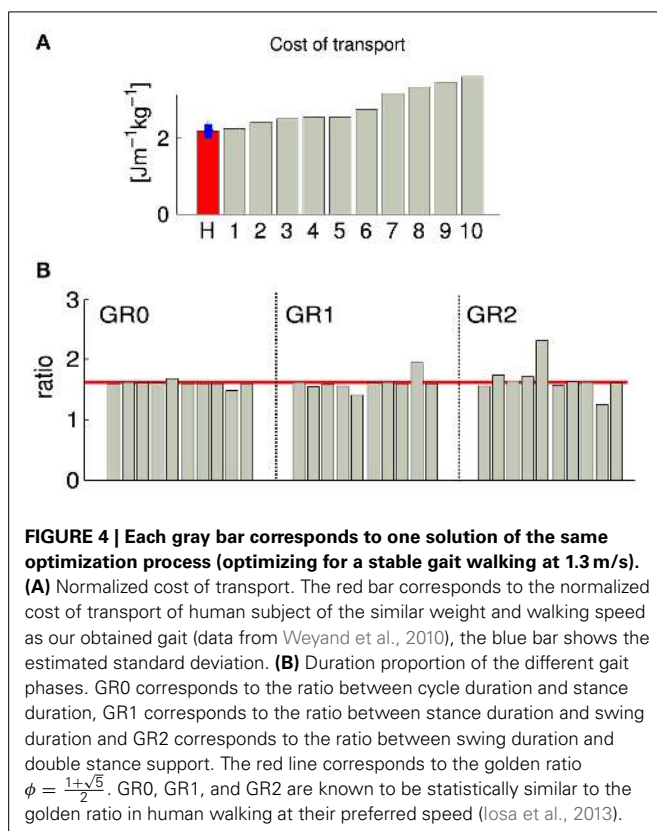 A
Cost of transport
[Jm⁻¹kg⁻¹]
2
0
H 1 2 3 4 5 6 7 8 9 10
B
3
GR0 GR1 GR2
2
ratio
1
0
FIGURE 4 | Each gray bar corresponds to one solution of the same
optimization process (optimizing for a stable gait walking at 1.3 m/s).
(A) Normalized cost of transport. The red bar corresponds to the normalized
cost of transport of human subject of the similar weight and walking speed
as our obtained gait (data from Weyand et al., 2010), the blue bar shows the
estimated standard deviation. (B) Duration proportion of the different gait
phases. GR0 corresponds to the ratio between cycle duration and stance
duration, GR1 corresponds to the ratio between stance duration and swing
duration and GR2 corresponds to the ratio between swing duration and
double stance support. The red line corresponds to the golden ratio
ϕ = (1+√5)/2. GR0, GR1, and GR2 are known to be statistically similar to the
golden ratio in human walking at their preferred speed (Iosa et al., 2013).